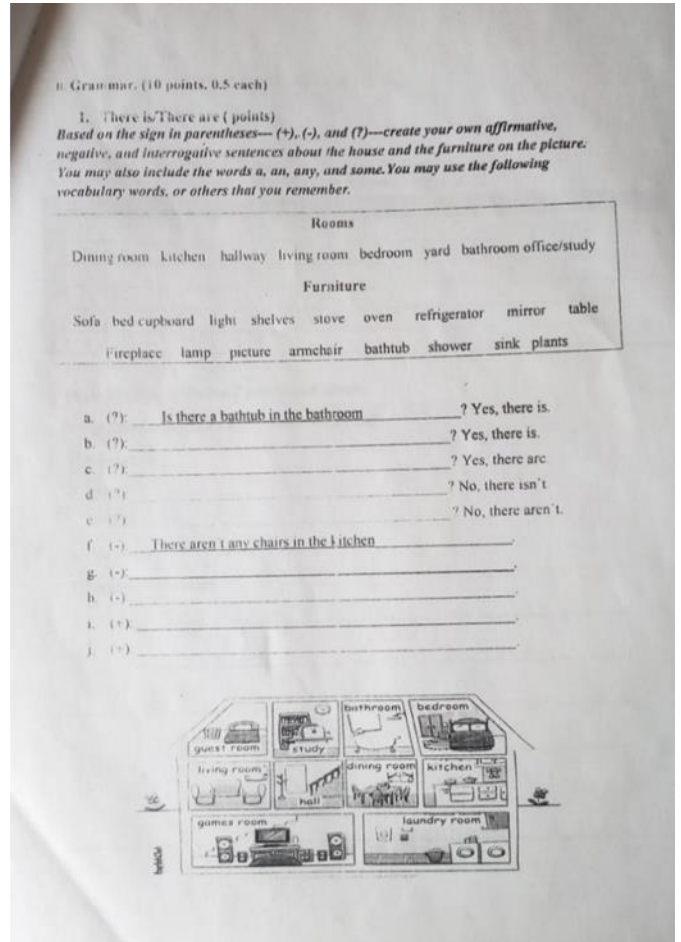 II. Grammar. (10 points, 0.5 each)
1. There is/There are ( points)
Based on the sign in parentheses— (+), (-), and (?)—create your own affirmative,
negative, and interrogative sentences about the house and the furniture on the picture.
You may also include the words a, an, any, and some. You may use the following
vocabulary words, or others that you remember.
Rooms
Dining room kitchen hallway living room bedroom yard bathroom office/study
Furniture
Sofa bed cupboard light shelves stove oven refrigerator mirror table
Fireplace lamp picture armchair bathtub shower sink plants
a. (?): Is there a bathtub in the bathroom ? Yes, there is.
b. (?): ? Yes, there is.
c. (?): ? Yes, there are
d (?) ? No, there isn't
e (?) ? No, there aren't.
f. (-) There aren t any chairs in the kitchen .
g. (-): .
h. (-) .
i. (+): .
j. (+) .
bathroom bedroom
guest room study
living room dining room kitchen
hall
games room laundry room